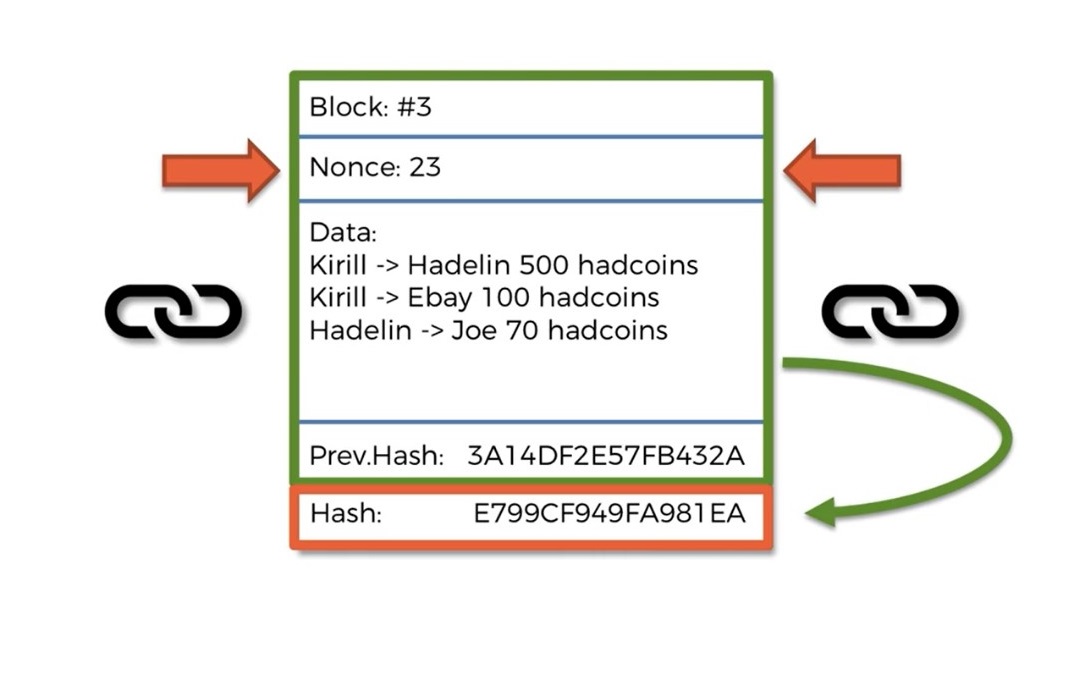 Block: #3
Nonce: 23
Data:
Kirill -> Hadelin 500 hadcoins
Kirill -> Ebay 100 hadcoins
Hadelin -> Joe 70 hadcoins
Prev.Hash: 3A14DF2E57FB432A
Hash: E799CF949FA981EA